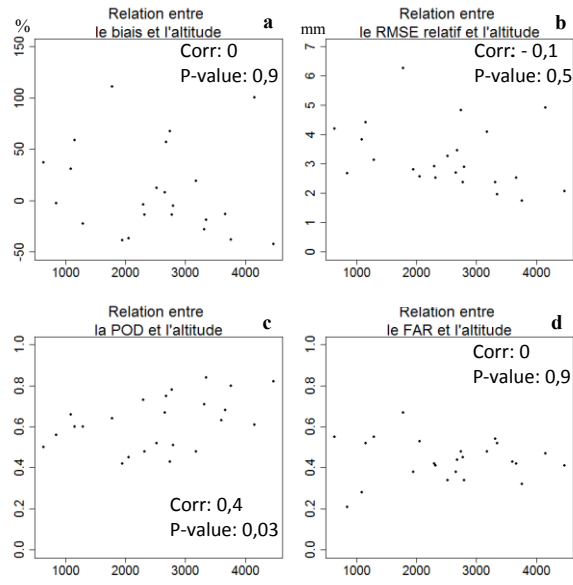 Relation entre
le biais et l'altitude
a
%
Corr: 0
P-value: 0,9
150
100
50
0
-50
1000 2000 3000 4000
Relation entre
le RMSE relatif et l'altitude
b
mm
Corr: - 0,1
P-value: 0,5
7
6
5
4
3
2
1
0
1000 2000 3000 4000
Relation entre
la POD et l'altitude
c
1.0
0.8
0.6
0.4
0.2
0.0
Corr: 0,4
P-value: 0,03
1000 2000 3000 4000
Relation entre
le FAR et l'altitude
d
Corr: 0
P-value: 0,9
1.0
0.8
0.6
0.4
0.2
0.0
1000 2000 3000 4000